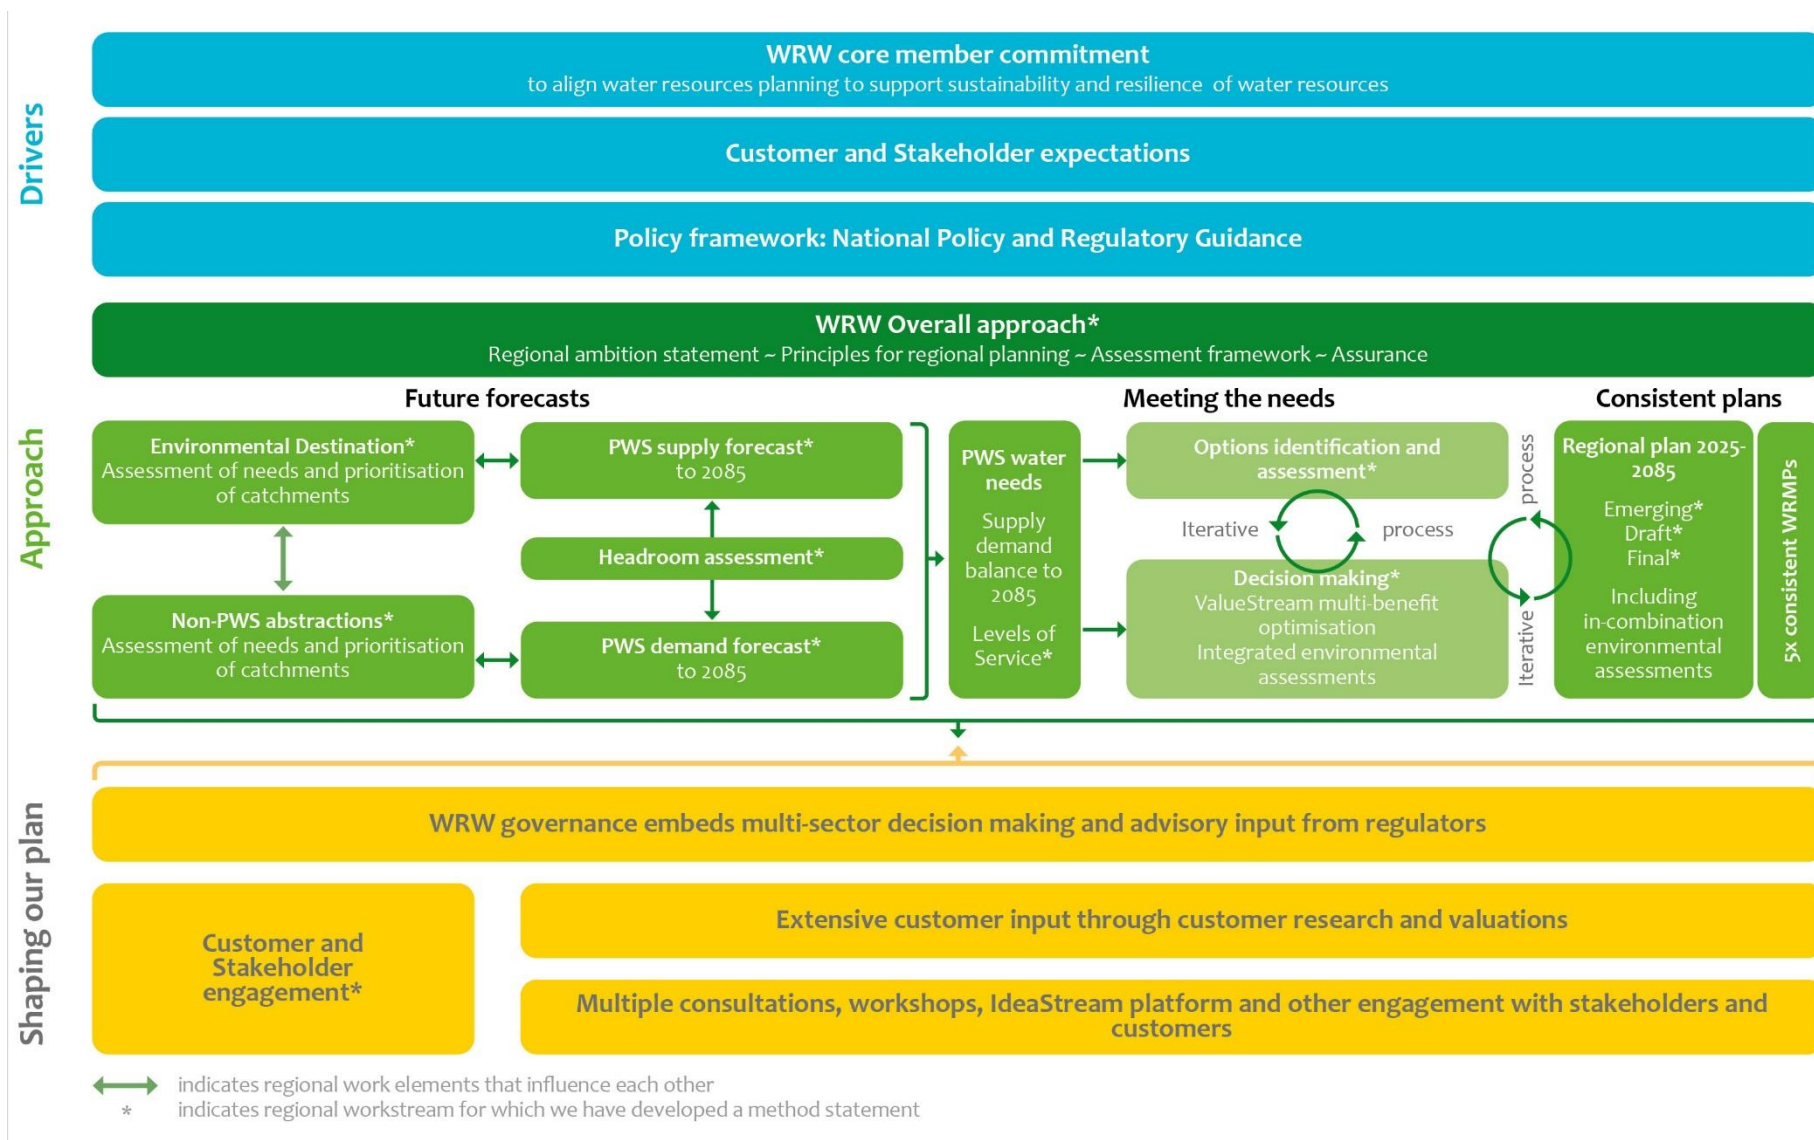 Drivers
WRW core member commitment
to align water resources planning to support sustainability and resilience of water resources
Customer and Stakeholder expectations
Policy framework: National Policy and Regulatory Guidance
Approach
WRW Overall approach*
Regional ambition statement ~ Principles for regional planning ~ Assessment framework ~ Assurance
Future forecasts
Environmental Destination*
Assessment of needs and prioritisation
of catchments
Non-PWS abstractions*
Assessment of needs and prioritisation
of catchments
PWS supply forecast*
to 2085
Headroom assessment*
PWS demand forecast*
to 2085
PWS water
needs
Supply
demand
balance to
2085
Levels of
Service*
Meeting the needs
Options identification and
assessment*
Iterative
process
Decision making*
ValueStream multi-benefit
optimisation
Integrated environmental
assessments
Iterative
process
Consistent plans
Regional plan 2025-
2085
Emerging*
Draft*
Final*
Including
in-combination
environmental
assessments
5x consistent WRMPs
Shaping our plan
WRW governance embeds multi-sector decision making and advisory input from regulators
Customer and
Stakeholder
engagement*
Extensive customer input through customer research and valuations
Multiple consultations, workshops, IdeaStream platform and other engagement with stakeholders and
customers
indicates regional work elements that influence each other
* indicates regional workstream for which we have developed a method statement